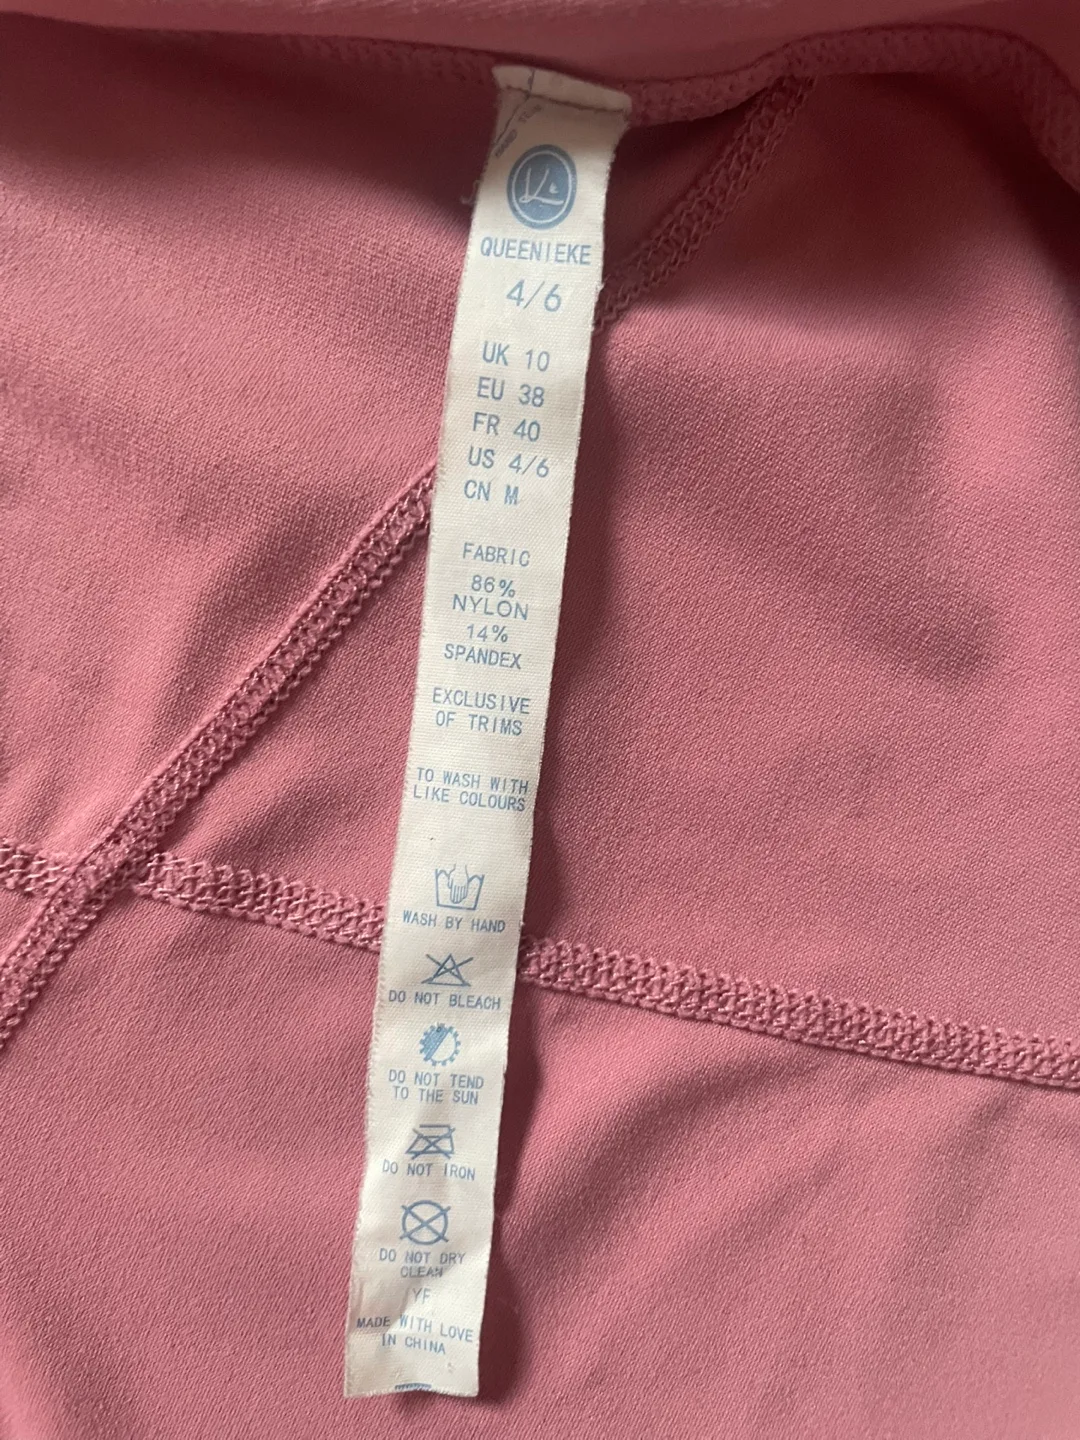 QUEENIEKE
4/6
UK 10
EU 38
FR 40
US 4/6
CN M
FABRIC
86%
NYLON
14%
SPANDEX
EXCLUSIVE
OF TRIMS
TO WASH WITH
LIKE COLOURS
WASH BY HAND
DO NOT BLEACH
DO NOT TEND
TO THE SUN
DO NOT IRON
DO NOT DRY
CLEAN
YF
MADE WITH LOVE
IN CHINA